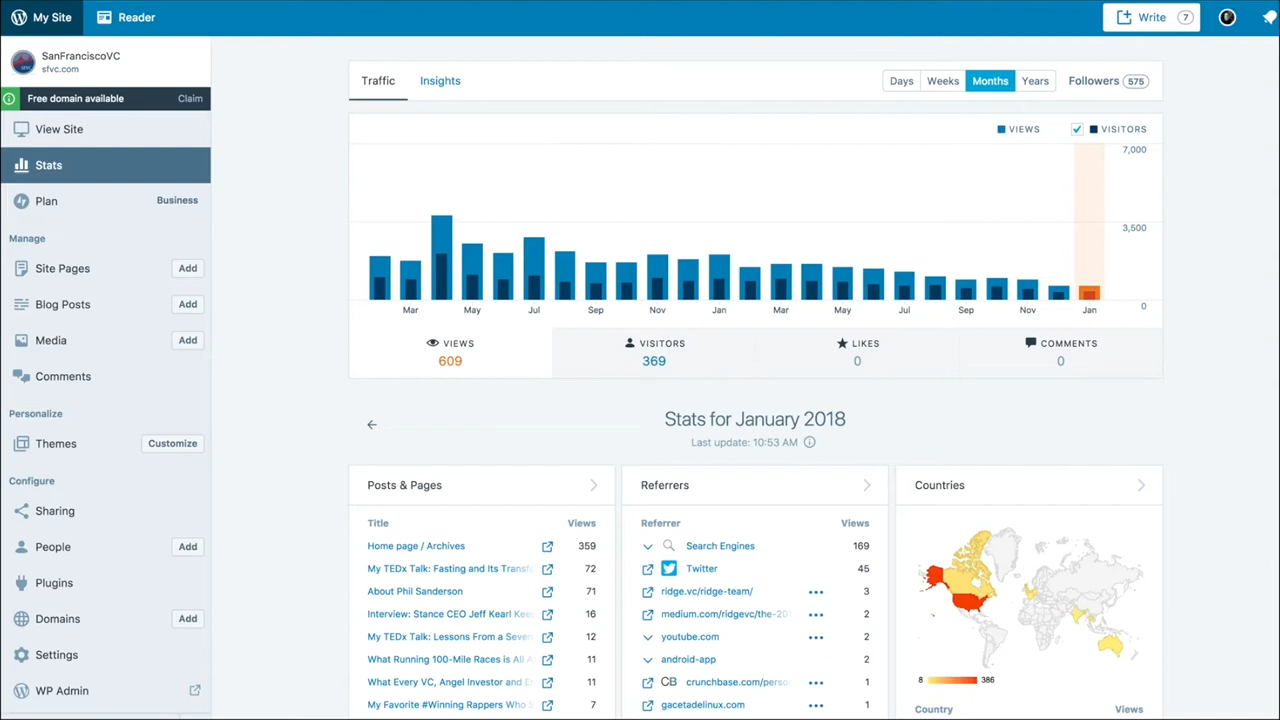 My Site
Reader
Write
7
SanFranciscoVC
sfvc.com
Free domain available
Claim
View Site
Stats
Plan
Business
Manage
Site Pages
Add
Blog Posts
Add
Media
Add
Comments
Personalize
Themes
Customize
Configure
Sharing
People
Add
Plugins
Domains
Add
Settings
WP Admin
Traffic
Insights
Days
Weeks
Months
Years
Followers 575
VIEWS
VISITORS
7,000
3,500
0
Mar May Jul Sep Nov Jan Mar May Jul Sep Nov Jan
VIEWS
609
VISITORS
369
LIKES
0
COMMENTS
0
Stats for January 2018
Last update: 10:53 AM
Posts & Pages
Title Views
Home page / Archives 359
My TEDx Talk: Fasting and Its Transf 72
About Phil Sanderson 71
Interview: Stance CEO Jeff Kearl Kee 16
My TEDx Talk: Lessons From a Seve 12
What Running 100-Mile Races is All 11
What Every VC, Angel Investor and 11
My Favorite #Winning Rappers Who 7
Referrers
Referrer Views
Search Engines 169
Twitter 45
ridge.vc/ridge-team/ 3
medium.com/ridgevc/the-20 2
youtube.com 2
android-app 2
CB crunchbase.com/perso 1
gacetadelinux.com 1
Countries
8 386
Country Views